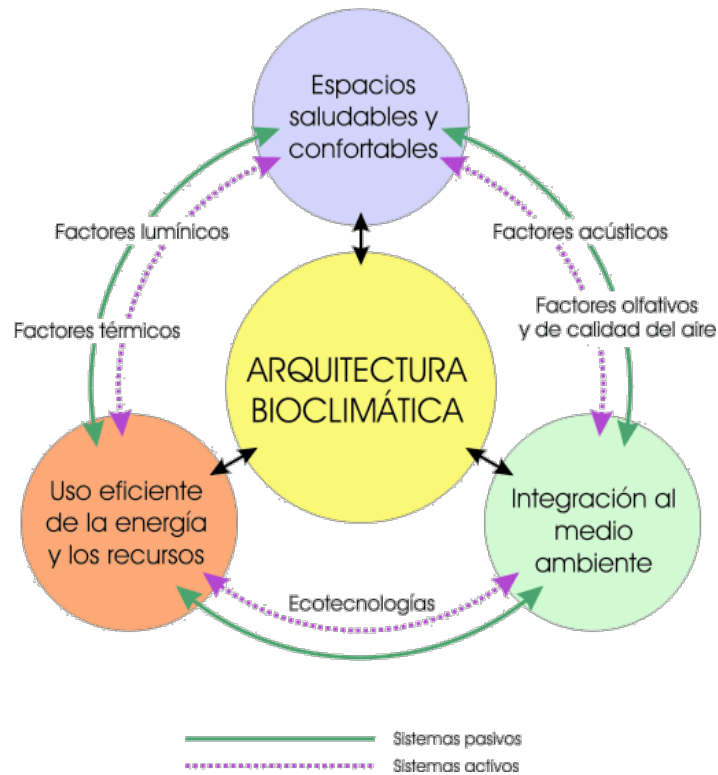 Espacios
saludables y
confortables
Factores lumínicos
Factores acústicos
Factores térmicos
Factores olfativos
y de calidad del aire
ARQUITECTURA
BIOCLIMÁTICA
Uso eficiente
de la energía
y los recursos
Integración al
medio
ambiente
Ecotecnologías
Sistemas pasivos
Sistemas activos